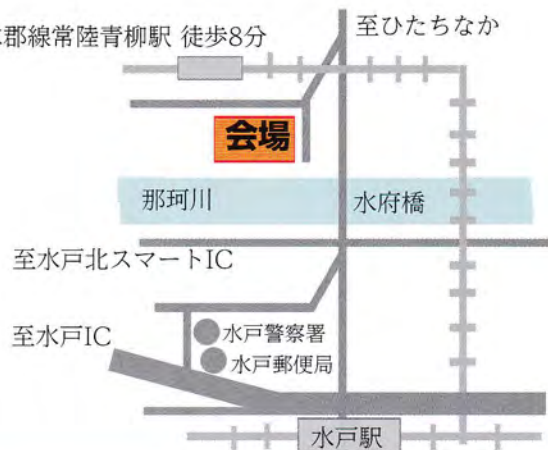 郡線常陸青柳駅 徒歩8分
至ひたちなか
会場
那珂川
水府橋
至水戸北スマートIC
至水戸IC
水戸警察署
水戸郵便局
水戸駅